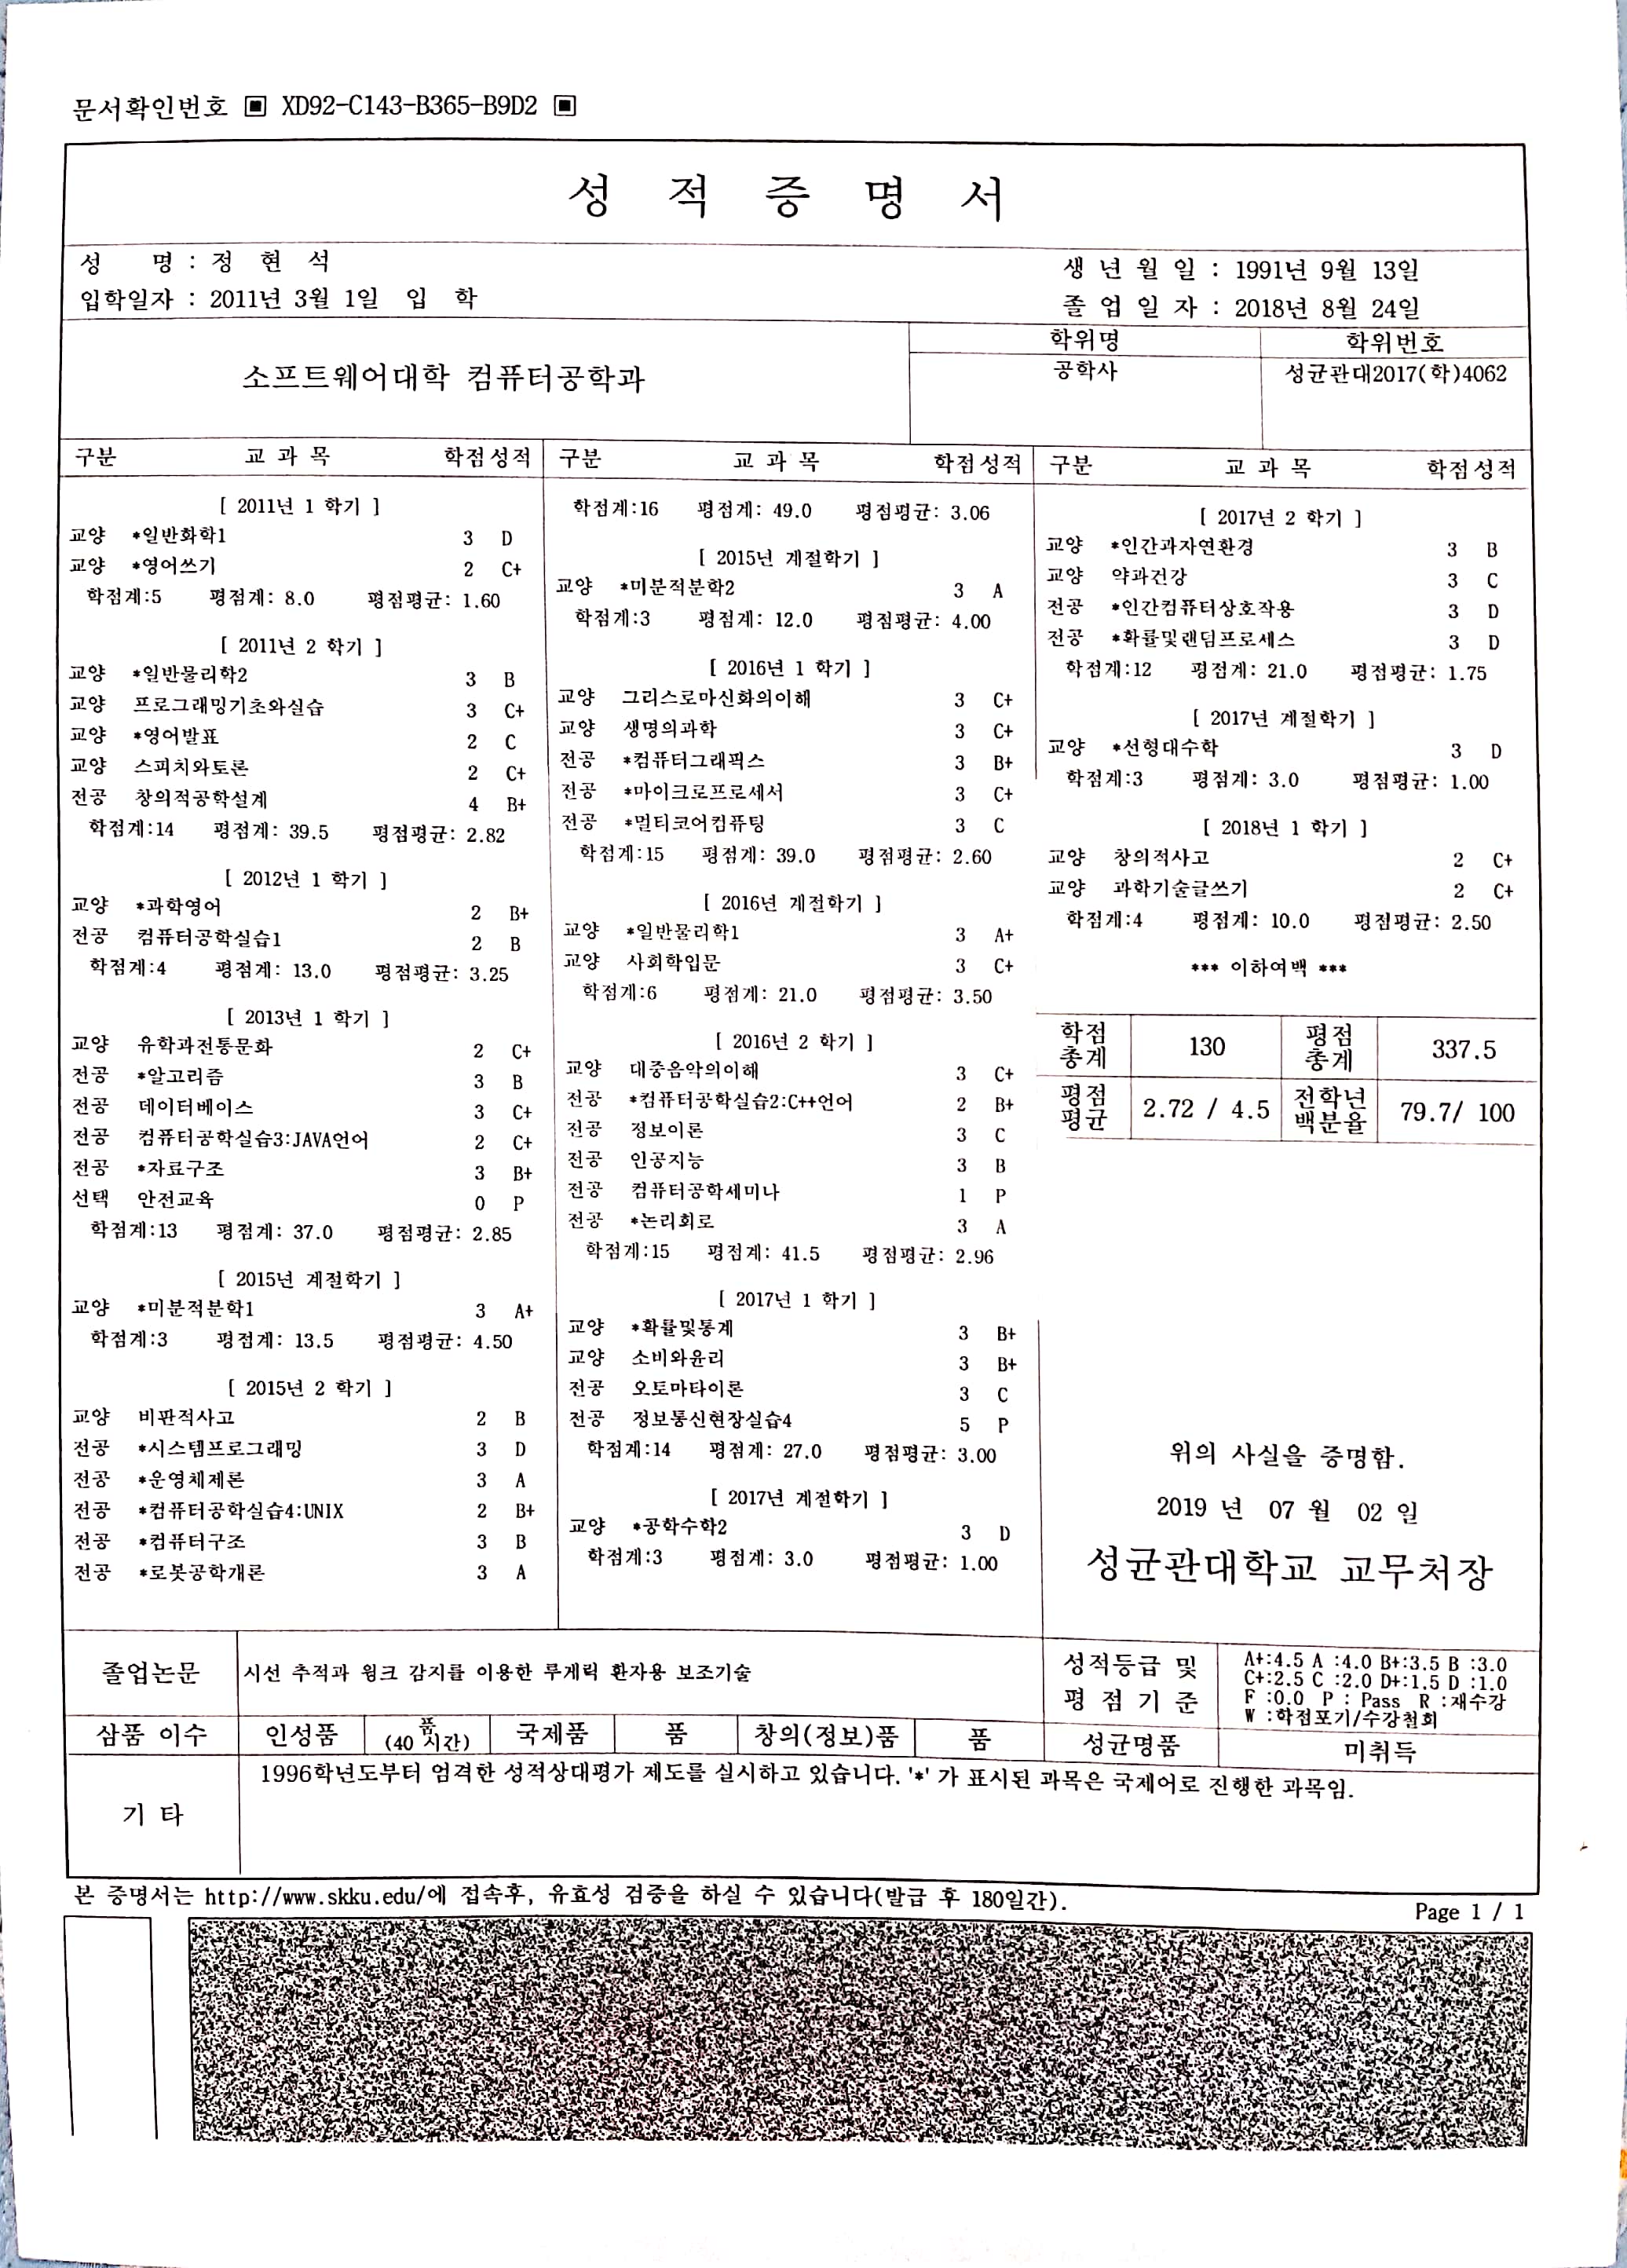 문서확인번호 ▣ XD92-C143-B365-B9D2 ▣
성 적 증 명 서
성 명 : 정 현 석
생 년 월 일 : 1991년 9월 13일
입학일자 : 2011년 3월 1일 입 학
졸 업 일 자 : 2018년 8월 24일
소프트웨어대학 컴퓨터공학과
학위명 학위번호
공학사 성균관대2017(학)4062
구분 교 과 목 학점 성적
[ 2011년 1 학기 ]
교양 *일반화학1 3 D
교양 *영어쓰기 2 C+
학점계:5 평점계: 8.0 평점평균: 1.60
[ 2011년 2 학기 ]
교양 *일반물리학2 3 B
교양 프로그래밍기초와실습 3 C+
교양 *영어발표 2 C
교양 스피치와토론 2 C+
전공 창의적공학설계 4 B+
학점계:14 평점계: 39.5 평점평균: 2.82
[ 2012년 1 학기 ]
교양 *과학영어 2 B+
전공 컴퓨터공학실습1 2 B
학점계:4 평점계: 13.0 평점평균: 3.25
[ 2013년 1 학기 ]
교양 유학과전통문화 2 C+
전공 *알고리즘 3 B
전공 데이터베이스 3 C+
전공 컴퓨터공학실습3:JAVA언어 2 C+
전공 *자료구조 3 B+
선택 안전교육 0 P
학점계:13 평점계: 37.0 평점평균: 2.85
[ 2015년 계절학기 ]
교양 *미분적분학1 3 A+
학점계:3 평점계: 13.5 평점평균: 4.50
[ 2015년 2 학기 ]
교양 비판적사고 2 B
전공 *시스템프로그래밍 3 D
전공 *운영체제론 3 A
전공 *컴퓨터공학실습4:UNIX 2 B+
전공 *컴퓨터구조 3 B
전공 *로봇공학개론 3 A
구분 교 과 목 학점 성적
학점계:16 평점계: 49.0 평점평균: 3.06
[ 2015년 계절학기 ]
교양 *미분적분학2 3 A
학점계:3 평점계: 12.0 평점평균: 4.00
[ 2016년 1 학기 ]
교양 그리스로마신화의이해 3 C+
교양 생명의과학 3 C+
전공 *컴퓨터그래픽스 3 B+
전공 *마이크로프로세서 3 C+
전공 *멀티코어컴퓨팅 3 C
학점계:15 평점계: 39.0 평점평균: 2.60
[ 2016년 계절학기 ]
교양 *일반물리학1 3 A+
교양 사회학입문 3 C+
학점계:6 평점계: 21.0 평점평균: 3.50
[ 2016년 2 학기 ]
교양 대중음악의이해 3 C+
전공 *컴퓨터공학실습2:C++언어 2 B+
전공 정보이론 3 C
전공 인공지능 3 B
전공 컴퓨터공학세미나 1 P
전공 *논리회로 3 A
학점계:15 평점계: 41.5 평점평균: 2.96
[ 2017년 1 학기 ]
교양 *확률및통계 3 B+
교양 소비와윤리 3 B+
전공 오토마타이론 3 C
전공 정보통신현장실습4 5 P
학점계:14 평점계: 27.0 평점평균: 3.00
[ 2017년 계절학기 ]
교양 *공학수학2 3 D
학점계:3 평점계: 3.0 평점평균: 1.00
구분 교 과 목 학점 성적
[ 2017년 2 학기 ]
교양 *인간과자연환경 3 B
교양 약과건강 3 C
전공 *인간컴퓨터상호작용 3 D
전공 *확률및랜덤프로세스 3 D
학점계:12 평점계: 21.0 평점평균: 1.75
[ 2017년 계절학기 ]
교양 *선형대수학 3 D
학점계:3 평점계: 3.0 평점평균: 1.00
[ 2018년 1 학기 ]
교양 창의적사고 2 C+
교양 과학기술글쓰기 2 C+
학점계:4 평점계: 10.0 평점평균: 2.50
*** 이하여백 ***
학점 총계 130 평점 총계 337.5
평점 평균 2.72 / 4.5 전학년 백분율 79.7/ 100
위의 사실을 증명함.
2019 년 07 월 02 일
성균관대학교 교무처장
졸업논문 시선 추적과 윙크 감지를 이용한 루게릭 환자용 보조기술
성적등급 및
평 점 기 준
A+:4.5 A :4.0 B+:3.5 B :3.0
C+:2.5 C :2.0 D+:1.5 D :1.0
F :0.0 P : Pass R :재수강
W :학점포기/수강철회
삼품 이수 인성품 품 (40 시간) 국제품 품 창의(정보)품 품 성균명품 미취득
기 타 1996학년도부터 엄격한 성적상대평가 제도를 실시하고 있습니다. '*' 가 표시된 과목은 국제어로 진행한 과목임.
본 증명서는 http://www.skku.edu/에 접속후, 유효성 검증을 하실 수 있습니다(발급 후 180일간).
Page 1 / 1